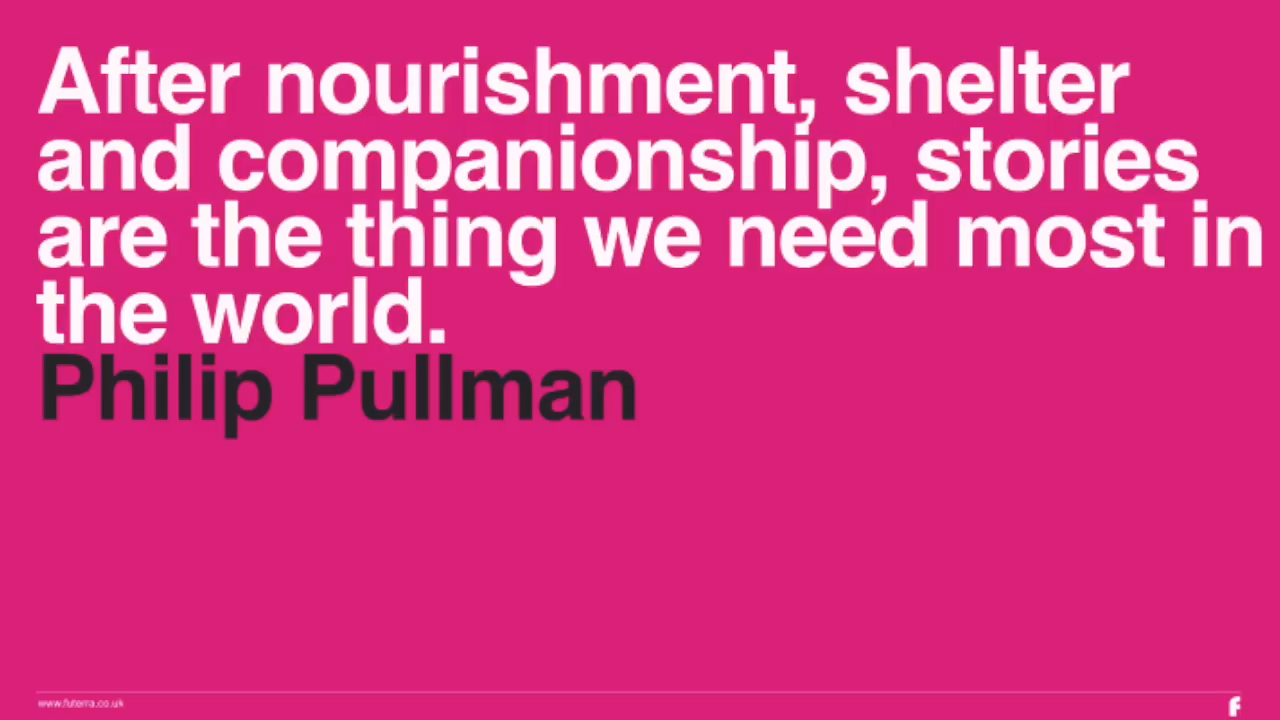 After nourishment, shelter
and companionship, stories
are the thing we need most in
the world.
Philip Pullman
www.futerra.co.uk
f